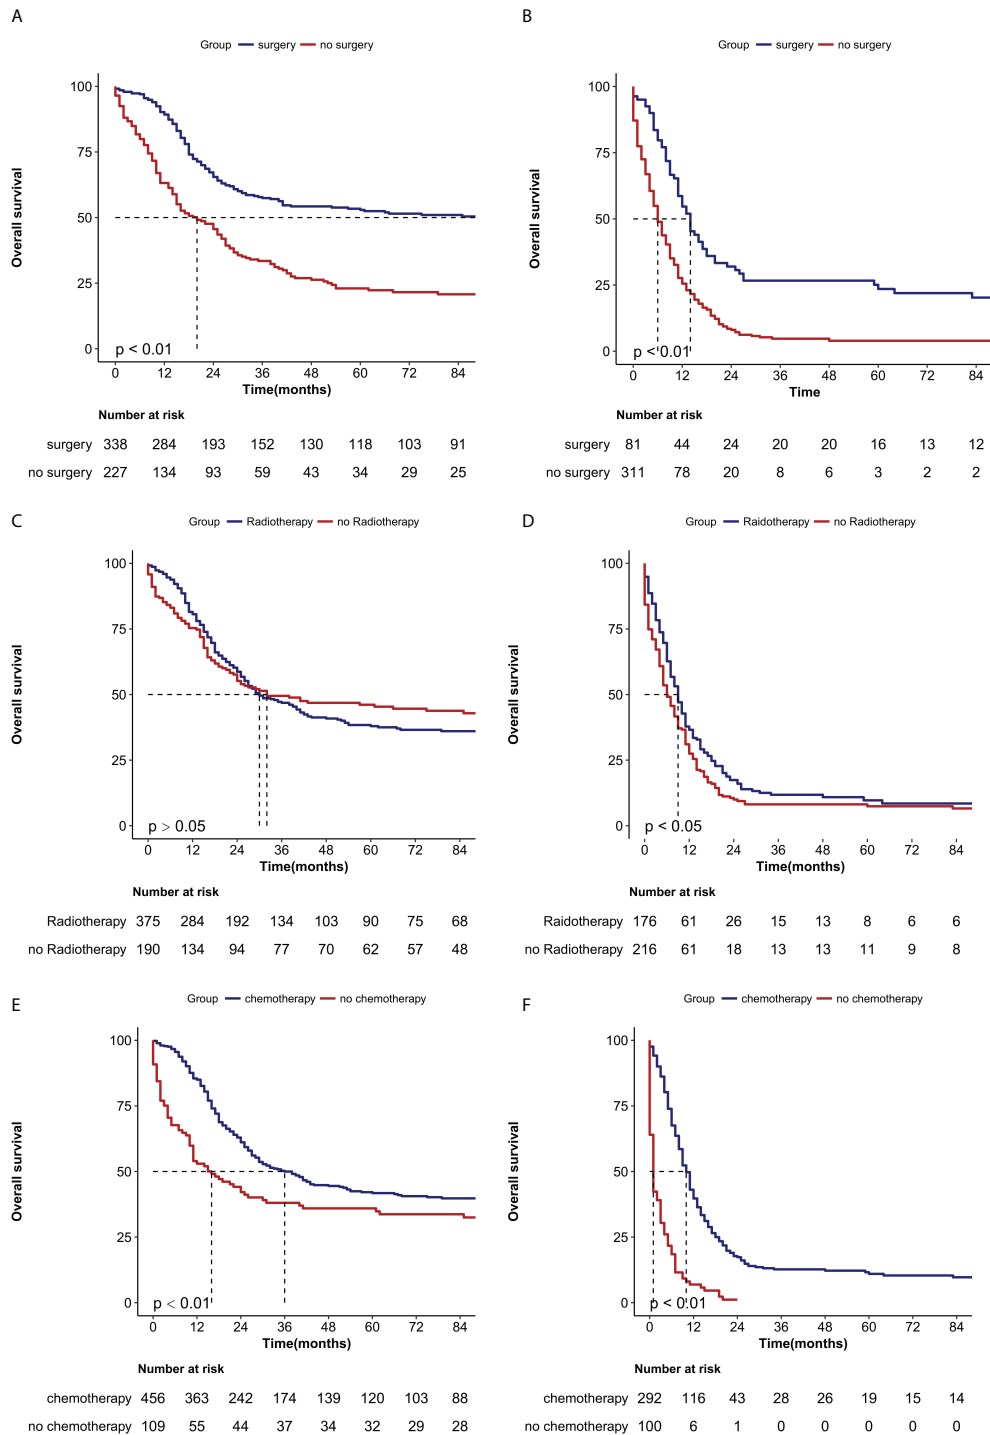 A
Group surgery no surgery
Overall survival
100
75
50
25
0
p < 0.01
0 12 24 36 48 60 72 84
Time(months)
Number at risk
surgery 338 284 193 152 130 118 103 91
no surgery 227 134 93 59 43 34 29 25
B
Group surgery no surgery
Overall survival
100
75
50
25
0
p < 0.01
0 12 24 36 48 60 72 84
Time
Number at risk
surgery 81 44 24 20 20 16 13 12
no surgery 311 78 20 8 6 3 2 2
C
Group Radiotherapy no Radiotherapy
Overall survival
100
75
50
25
0
p > 0.05
0 12 24 36 48 60 72 84
Time(months)
Number at risk
Radiotherapy 375 284 192 134 103 90 75 68
no Radiotherapy 190 134 94 77 70 62 57 48
D
Group Raidotherapy no Radiotherapy
Overall survival
100
75
50
25
0
p < 0.05
0 12 24 36 48 60 72 84
Time(months)
Number at risk
Raidotherapy 176 61 26 15 13 8 6 6
no Radiotherapy 216 61 18 13 13 11 9 8
E
Group chemotherapy no chemotherapy
Overall survival
100
75
50
25
0
p < 0.01
0 12 24 36 48 60 72 84
Time(months)
Number at risk
chemotherapy 456 363 242 174 139 120 103 88
no chemotherapy 109 55 44 37 34 32 29 28
F
Group chemotherapy no chemotherapy
Overall survival
100
75
50
25
0
p < 0.01
0 12 24 36 48 60 72 84
Time(months)
Number at risk
chemotherapy 292 116 43 28 26 19 15 14
no chemotherapy 100 6 1 0 0 0 0 0